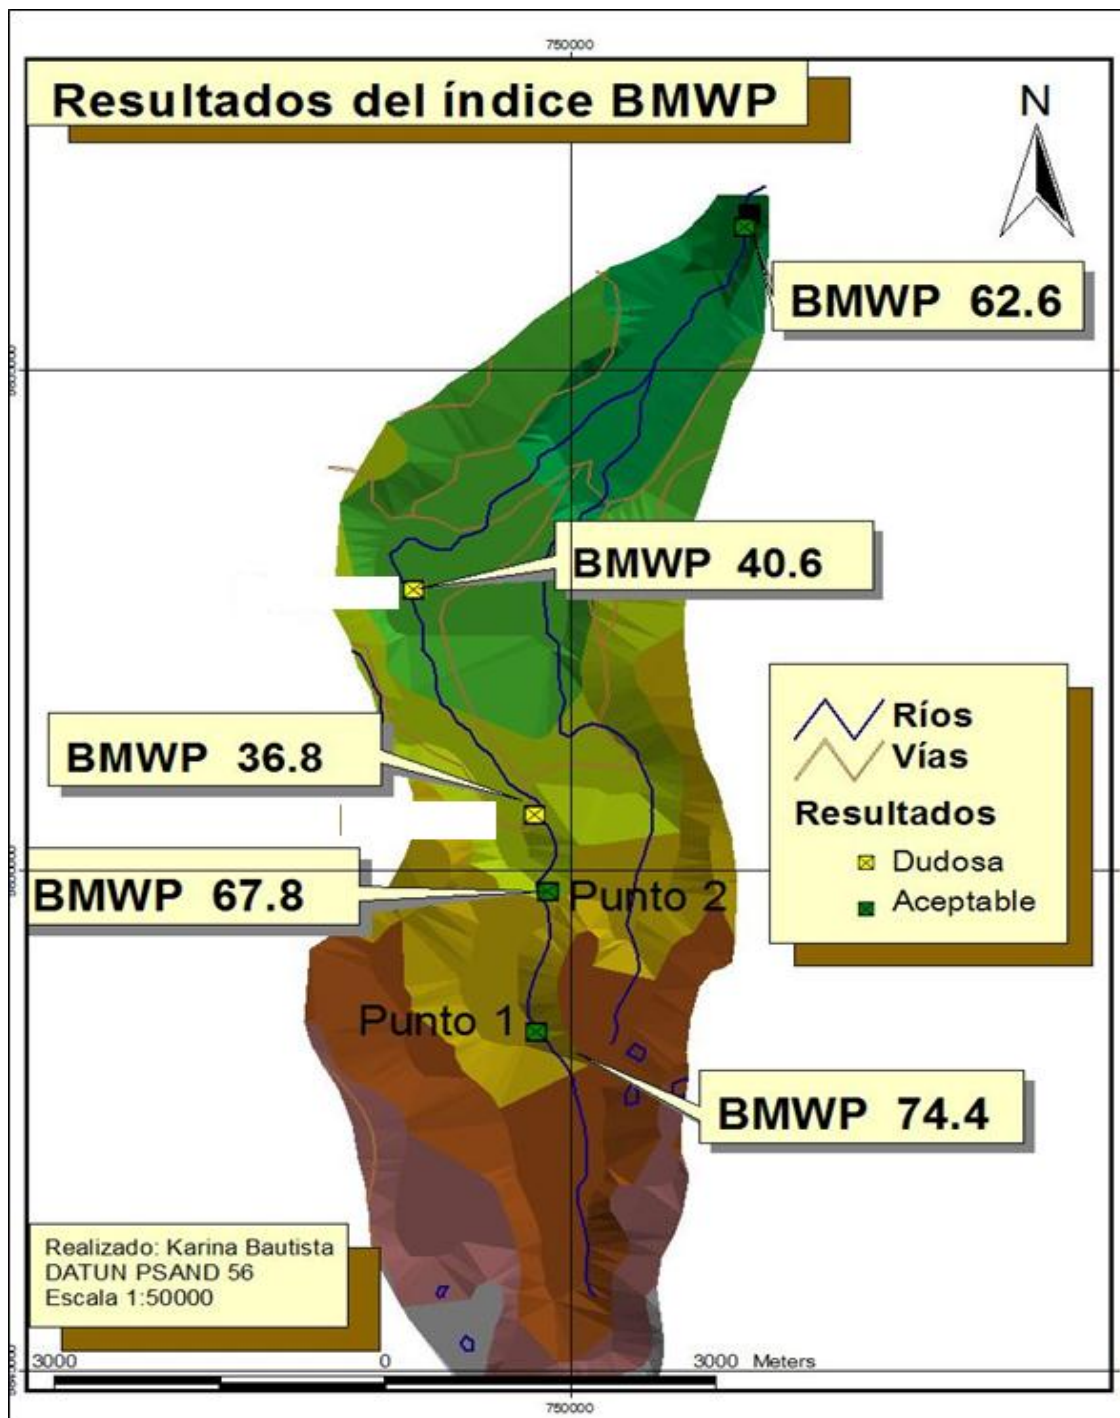 750000
Resultados del índice BMWP
N
BMWP 62.6
BMWP 40.6
Ríos
Vías
BMWP 36.8
Resultados
Dudosa
Aceptable
BMWP 67.8
Punto 2
Punto 1
BMWP 74.4
Realizado: Karina Bautista
DATUN PSAND 56
Escala 1:50000
3000 0 3000 Meters
750000